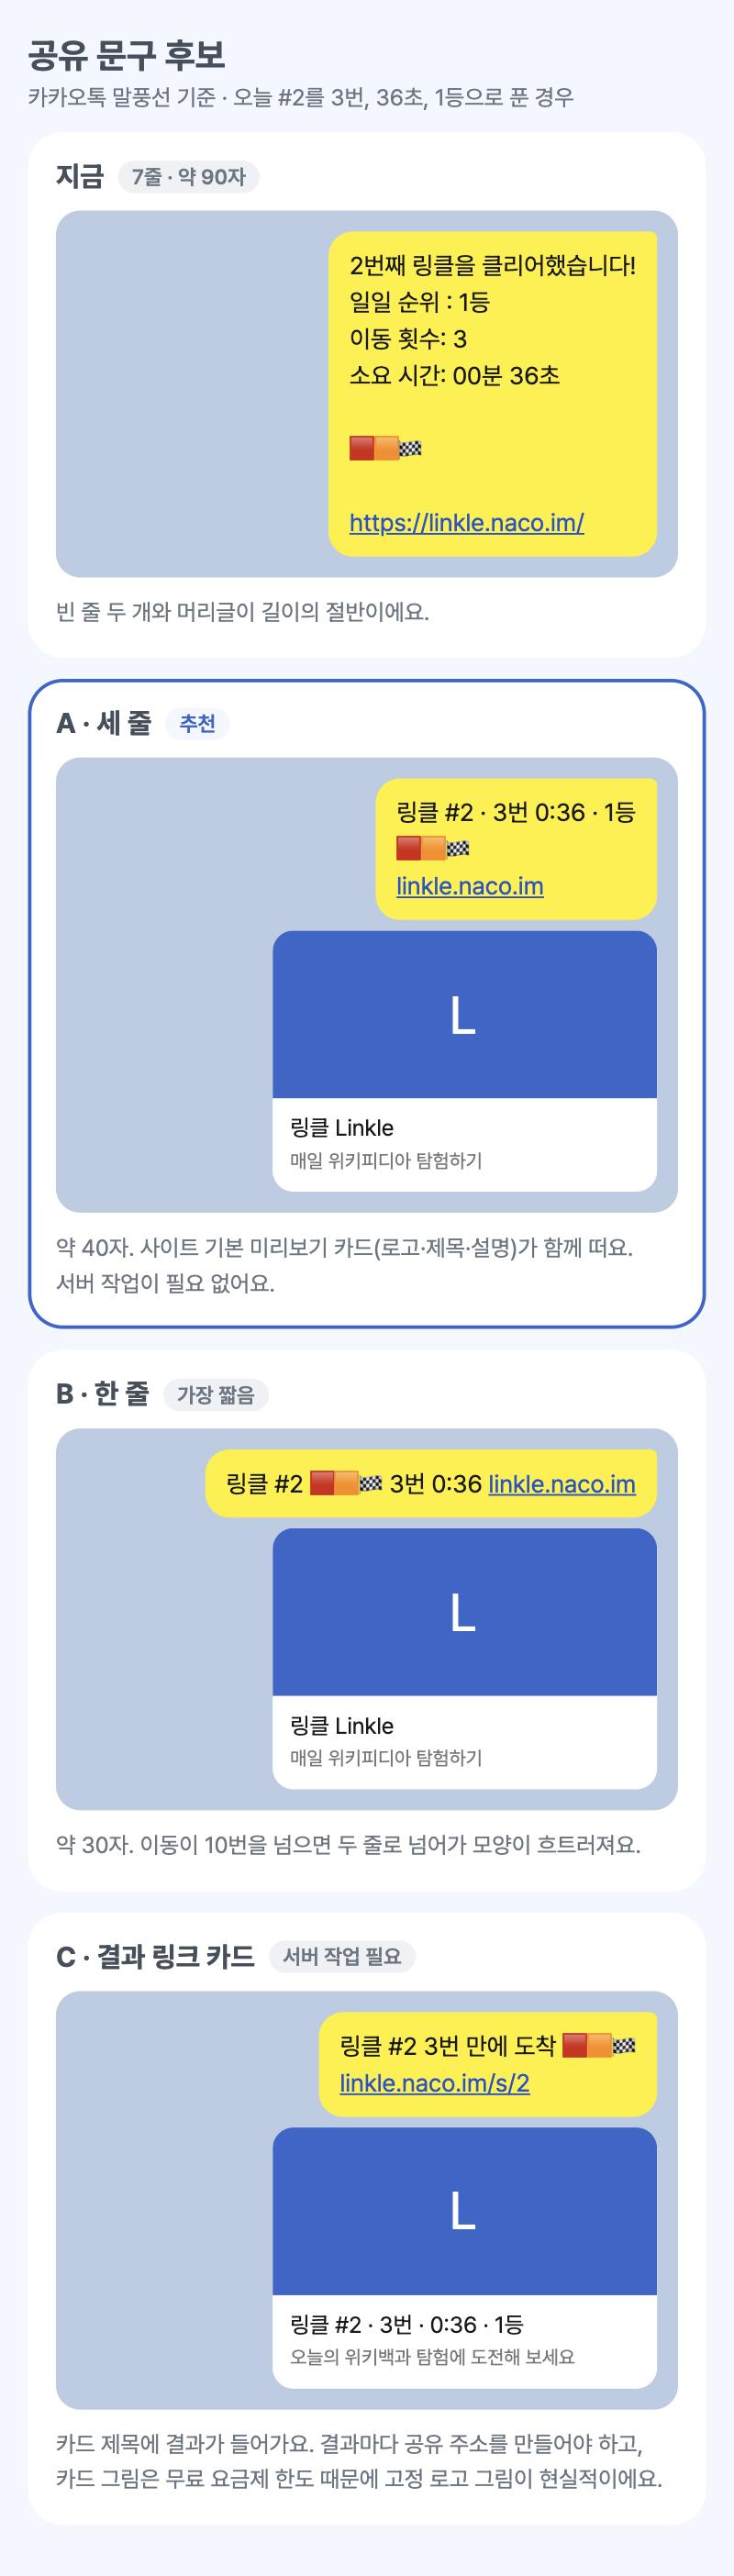 공유 문구 후보
카카오톡 말풍선 기준 · 오늘 #2를 3번, 36초, 1등으로 푼 경우
지금 7줄 · 약 90자
2번째 링클을 클리어했습니다!
일일 순위 : 1등
이동 횟수: 3
소요 시간: 00분 36초
🟥🟧🏁
https://linkle.naco.im/
빈 줄 두 개와 머리글이 길이의 절반이에요.
A · 세 줄 추천
링클 #2 · 3번 0:36 · 1등
🟥🟧🏁
linkle.naco.im
L
링클 Linkle
매일 위키피디아 탐험하기
약 40자. 사이트 기본 미리보기 카드(로고·제목·설명)가 함께 떠요.
서버 작업이 필요 없어요.
B · 한 줄 가장 짧음
링클 #2 🟥🟧🏁 3번 0:36 linkle.naco.im
L
링클 Linkle
매일 위키피디아 탐험하기
약 30자. 이동이 10번을 넘으면 두 줄로 넘어가 모양이 흐트러져요.
C · 결과 링크 카드 서버 작업 필요
링클 #2 3번 만에 도착 🟥🟧🏁
linkle.naco.im/s/2
L
링클 #2 · 3번 · 0:36 · 1등
오늘의 위키백과 탐험에 도전해 보세요
카드 제목에 결과가 들어가요. 결과마다 공유 주소를 만들어야 하고,
카드 그림은 무료 요금제 한도 때문에 고정 로고 그림이 현실적이에요.